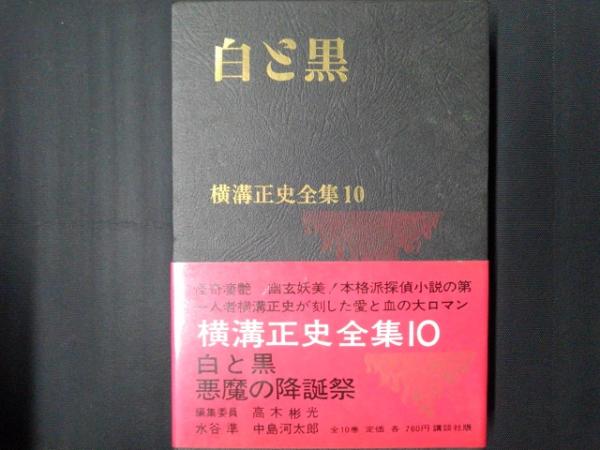 白と黒
横溝正史全集10
怪奇凄艶 幽玄妖美!本格派探偵小説の第
一人者横溝正史が刻した愛と血の大ロマン
横溝正史全集10
白と黒
悪魔の降誕祭
編集委員 高木彬光
水谷準 中島河太郎 全10巻 定価 各 760円 講談社版